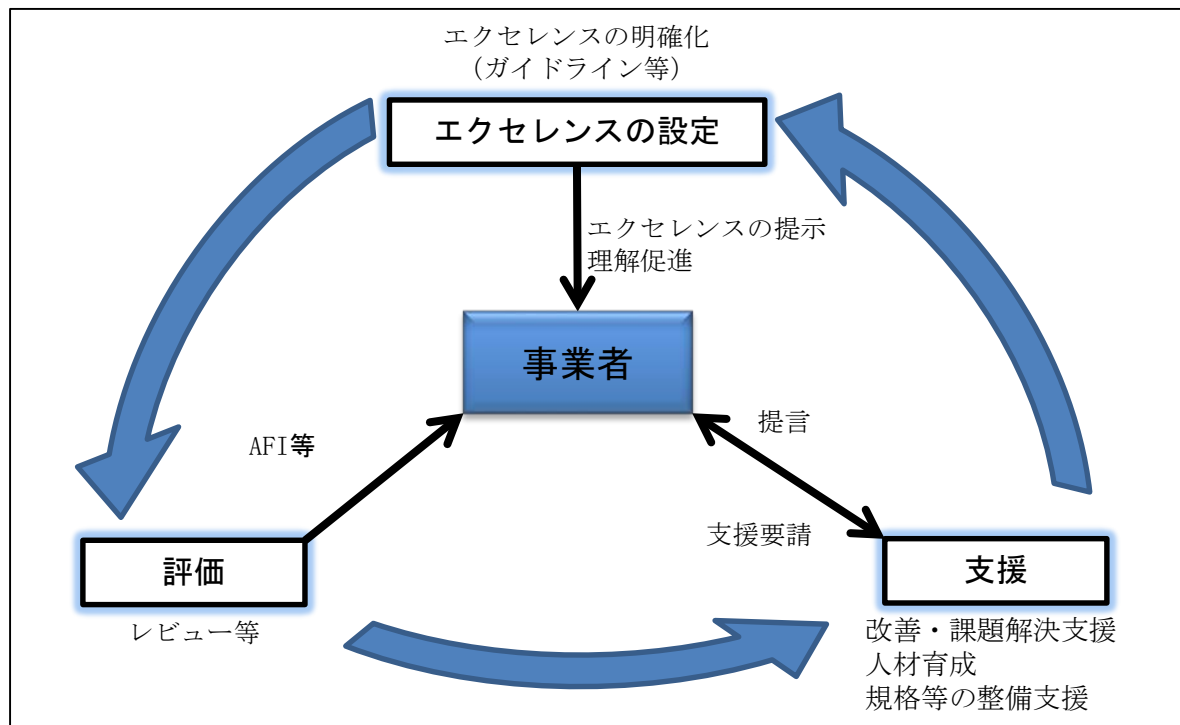 エクセレンスの明確化
（ガイドライン等）
エクセレンスの設定
エクセレンスの提示
理解促進
事業者
提言
AFI等
支援要請
評価
支援
レビュー等
改善・課題解決支援
人材育成
規格等の整備支援